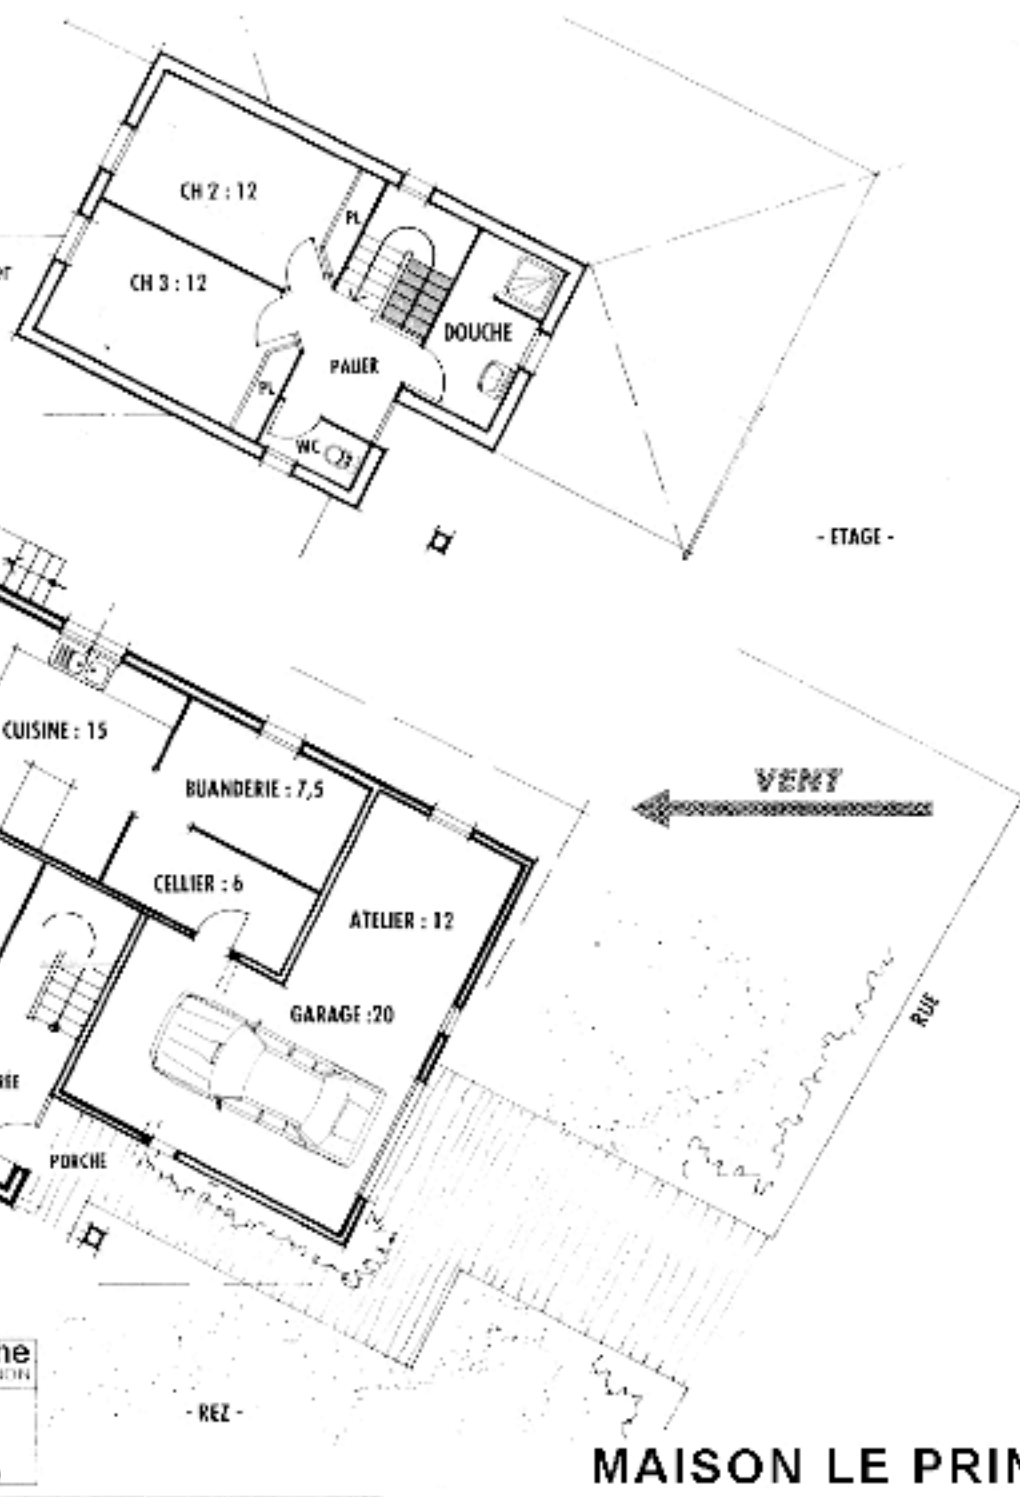 CH 2 : 12
PL
CH 3 : 12
DOUCHE
PALIER
PL
WC
- ETAGE -
CUISINE : 15
VENT
BUANDERIE : 7,5
CELLIER : 6
ATELIER : 12
GARAGE :20
RUE
PORCHE
- REZ -
MAISON LE PRIN